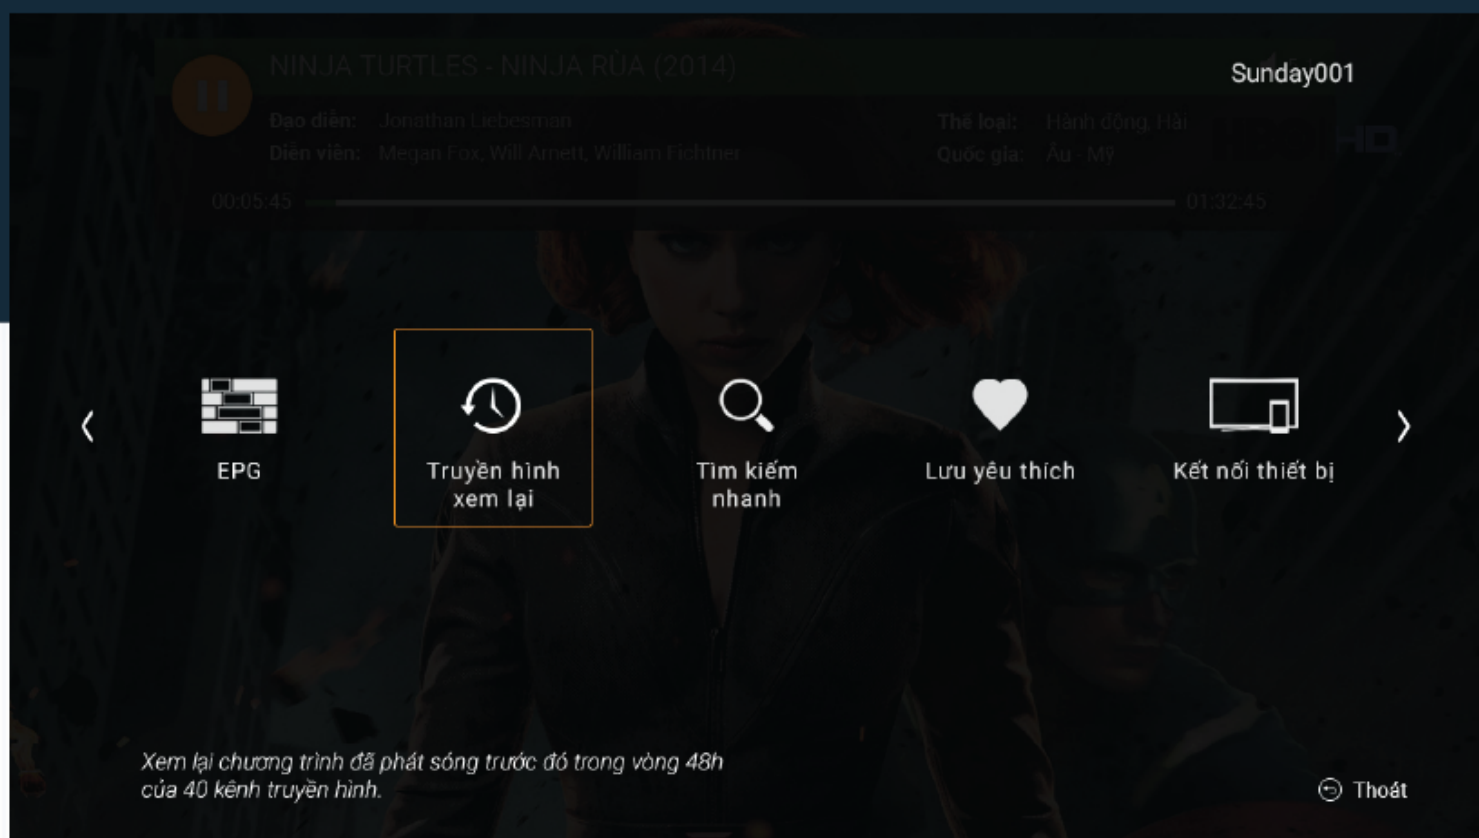 NINJA TURTLES - NINJA RÙA (2014)
Sunday001
Đạo diễn: Jonathan Liebesman
Thể loại: Hành động, Hài
Diễn viên: Megan Fox, Will Arnett, William Fichtner
Quốc gia: Âu - Mỹ
HBO HD
00:05:45
01:32:45
EPG
Truyền hình
xem lại
Tìm kiếm
nhanh
Lưu yêu thích
Kết nối thiết bị
Xem lại chương trình đã phát sóng trước đó trong vòng 48h
của 40 kênh truyền hình.
Thoát